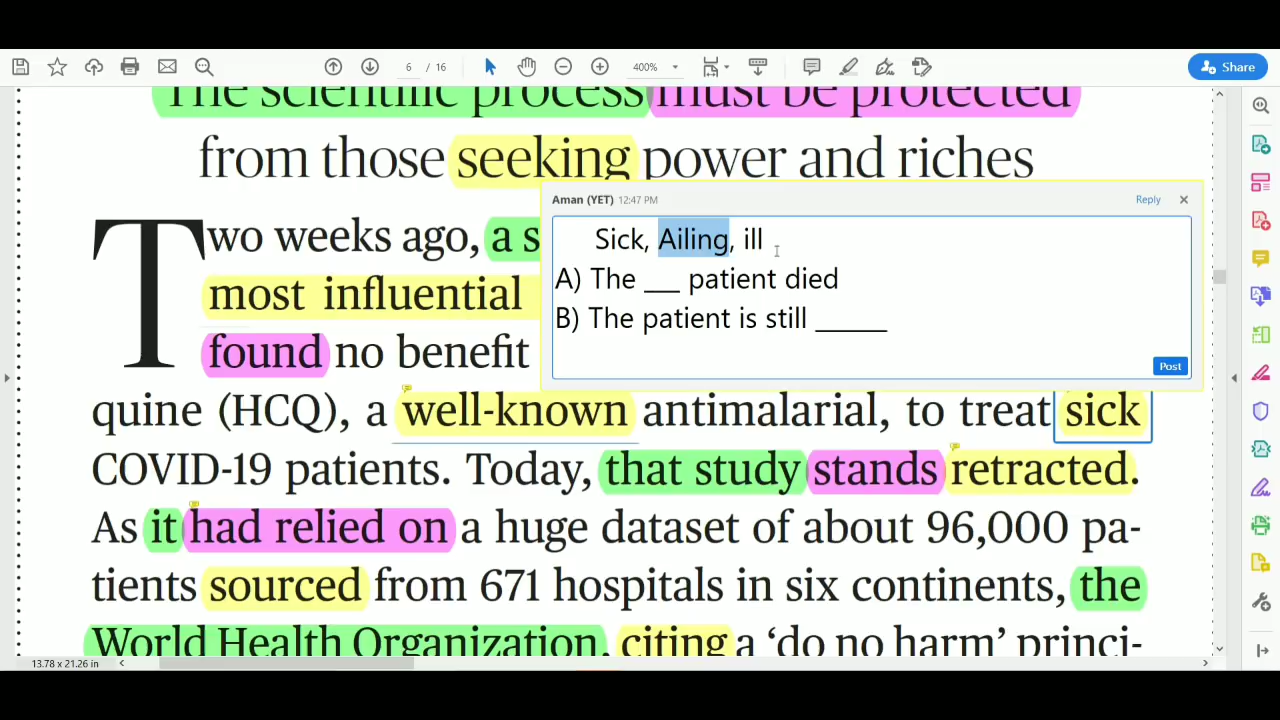 6 / 16
400%
Share
The scientific process must be protected
from those seeking power and riches
Aman (YET) 12:47 PM
Reply
Sick, Ailing, ill
A) The ___ patient died
B) The patient is still ______
Post
Two weeks ago, a s
most influential
found no benefit
quine (HCQ), a well-known antimalarial, to treat sick
COVID-19 patients. Today, that study stands retracted.
As it had relied on a huge dataset of about 96,000 pa-
tients sourced from 671 hospitals in six continents, the
World Health Organization, citing a ‘do no harm’ princi-
13.78 x 21.26 in